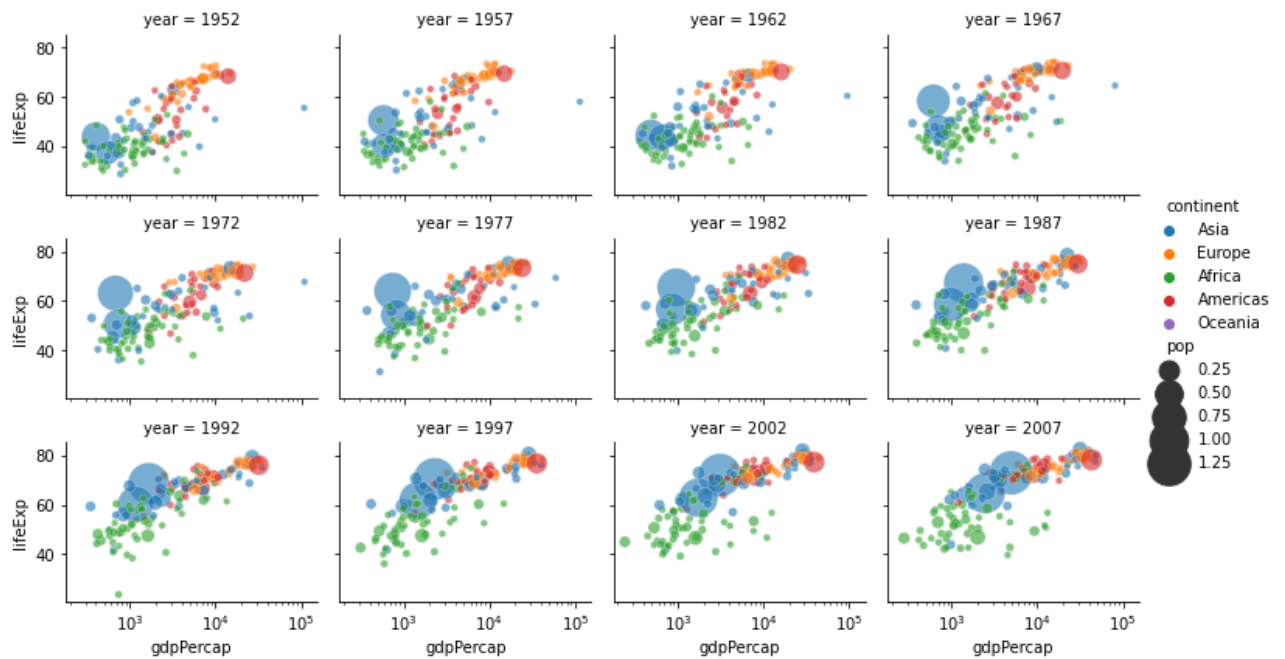 year = 1952
year = 1957
year = 1962
year = 1967
80
60
40
lifeExp
year = 1972
year = 1977
year = 1982
year = 1987
80
60
40
lifeExp
year = 1992
year = 1997
year = 2002
year = 2007
80
60
40
lifeExp
10³ 10⁴ 10⁵
10³ 10⁴ 10⁵
10³ 10⁴ 10⁵
10³ 10⁴ 10⁵
gdpPercap
gdpPercap
gdpPercap
gdpPercap
continent
Asia
Europe
Africa
Americas
Oceania
pop
0.25
0.50
0.75
1.00
1.25